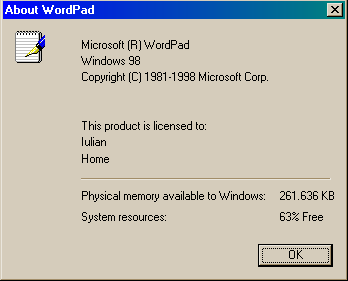 About WordPad
Microsoft (R) WordPad
Windows 98
Copyright (C) 1981-1998 Microsoft Corp.
This product is licensed to:
Iulian
Home
Physical memory available to Windows: 261.636 KB
System resources: 63% Free
OK